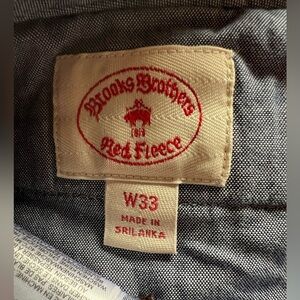 Brooks Brothers
Red Fleece
W33
MADE IN
SRI LANKA